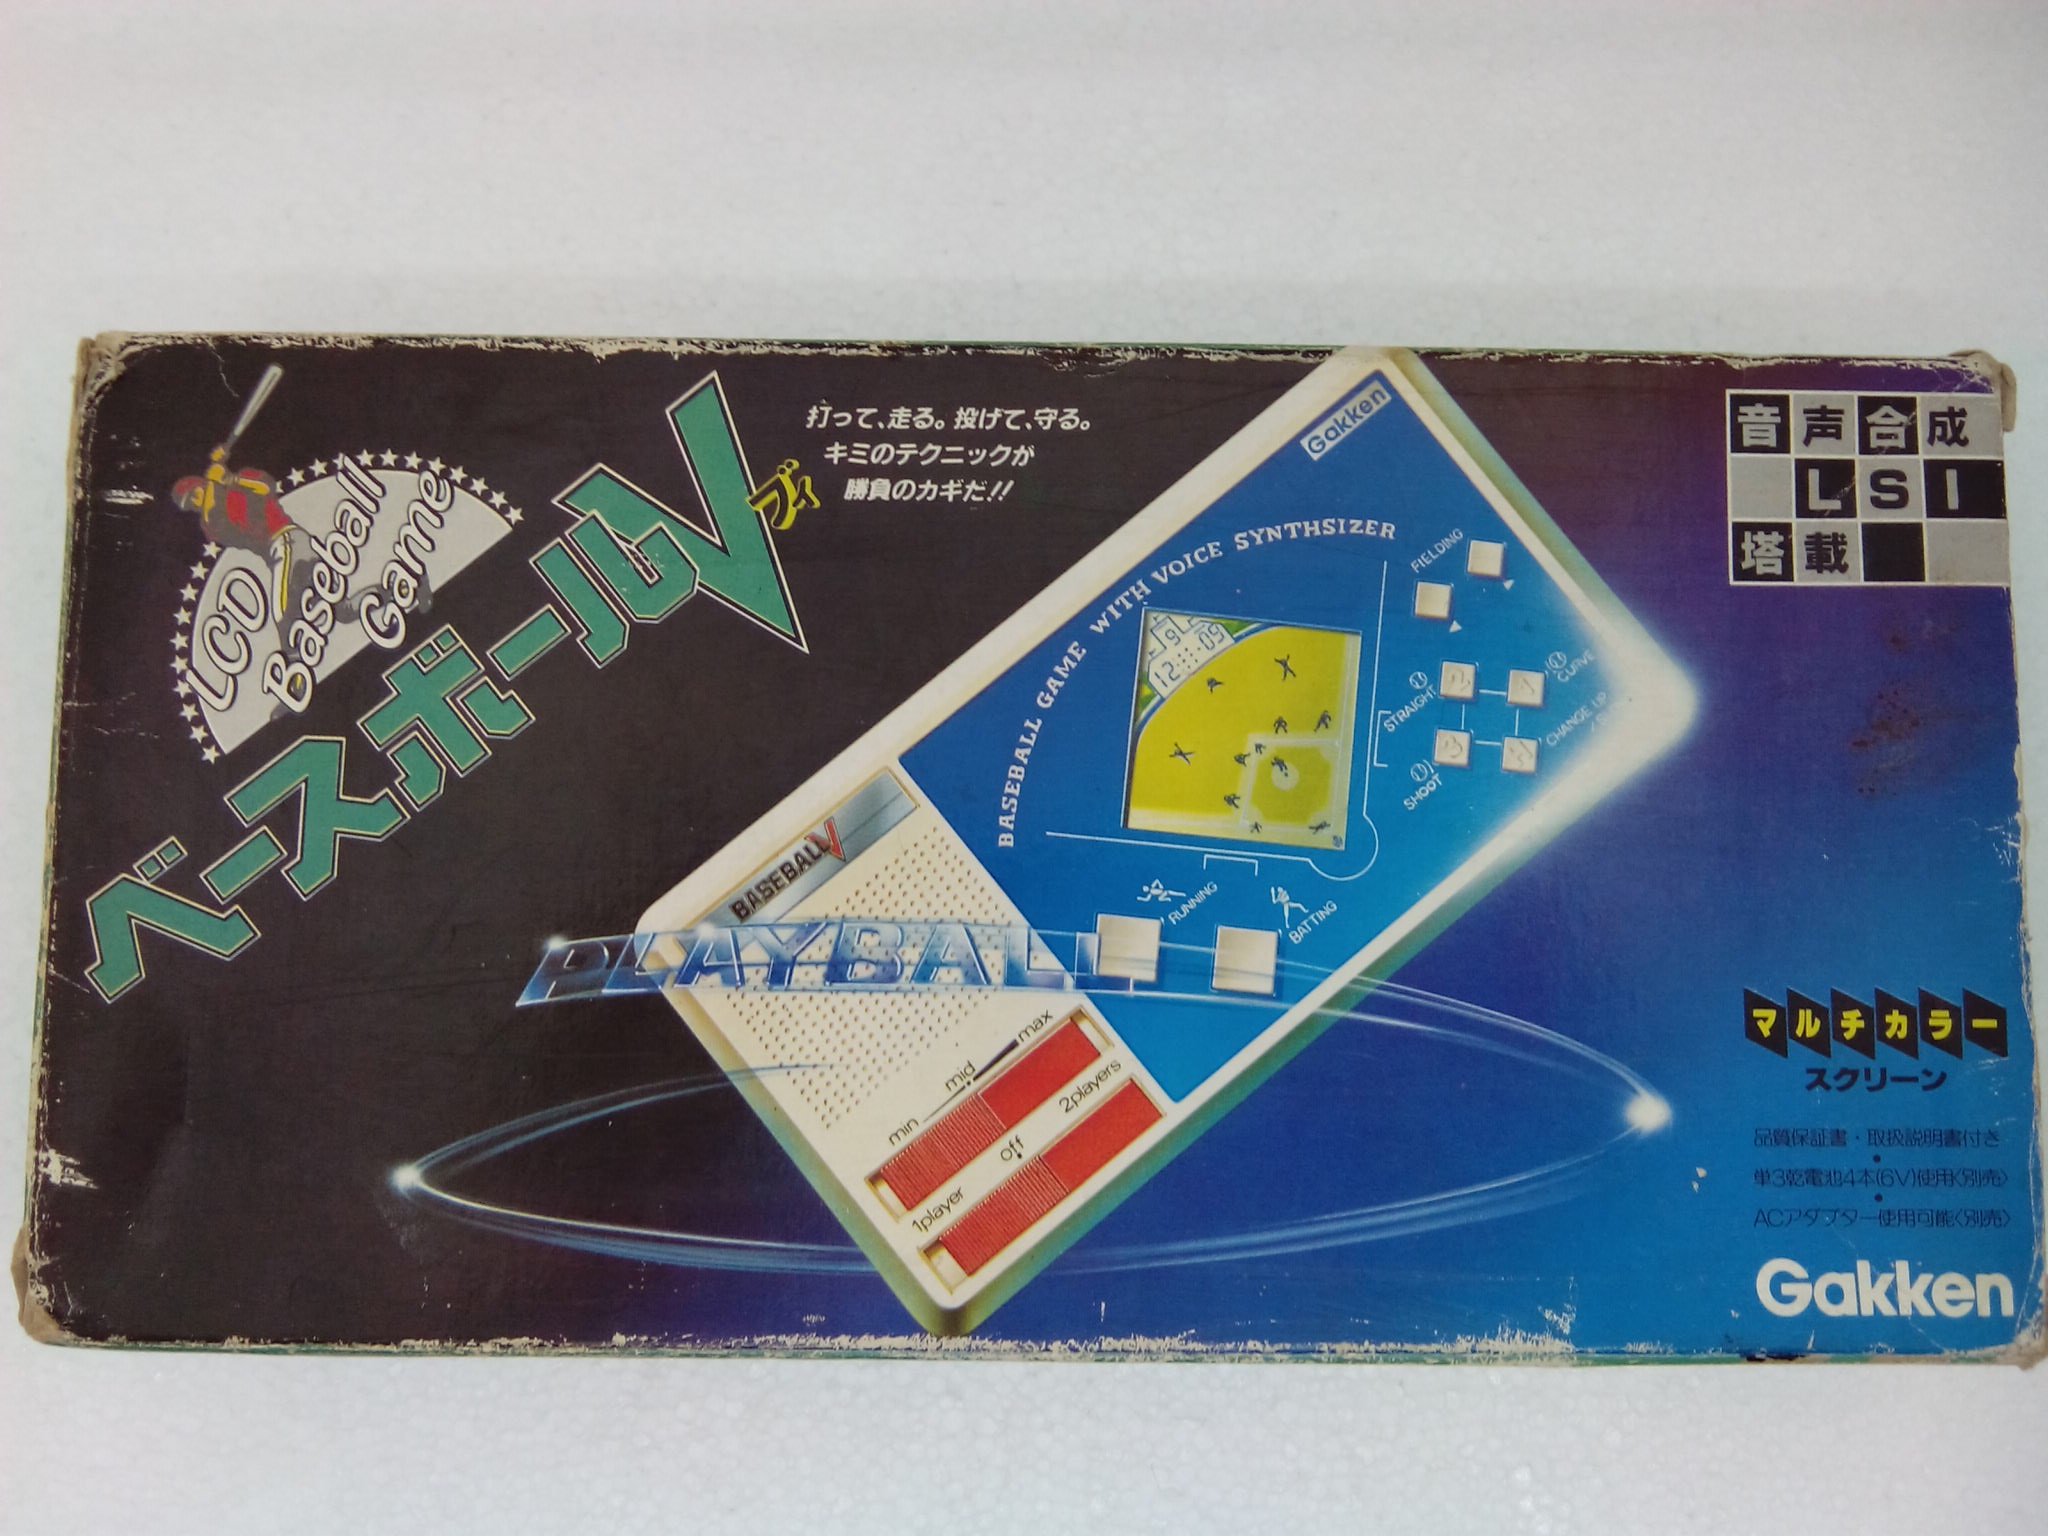 LCD
Baseball
Game
ベースボールV
ブイ
打って、走る。投げて、守る。
キミのテクニックが
勝負のカギだ!!
音声合成
LSI
塔載
Gakken
BASEBALL GAME WITH VOICE SYNTHSIZER
9
12
09
FIELDING
STRAIGHT
CURVE
SHOOT
CHANGE UP
RUNNING
BATTING
BASEBALL V
PLAYBALL
min
mid
max
1player
off
2players
マルチカラー
スクリーン
品質保証書・取扱説明書付き
単3乾電池4本(6V)使用〈別売〉
ACアダプター使用可能〈別売〉
Gakken